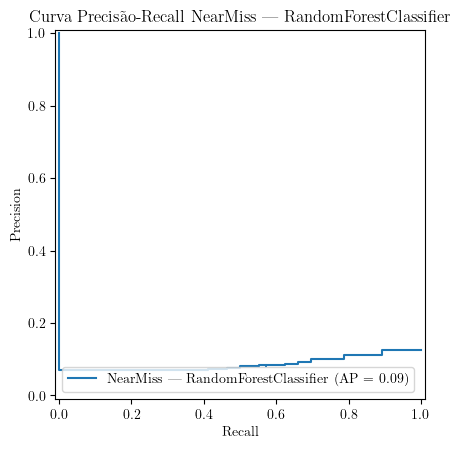 Curva Precisão-Recall NearMiss — RandomForestClassifier
1.0
0.8
0.6
0.4
0.2
0.0
Precision
NearMiss — RandomForestClassifier (AP = 0.09)
0.0 0.2 0.4 0.6 0.8 1.0
Recall